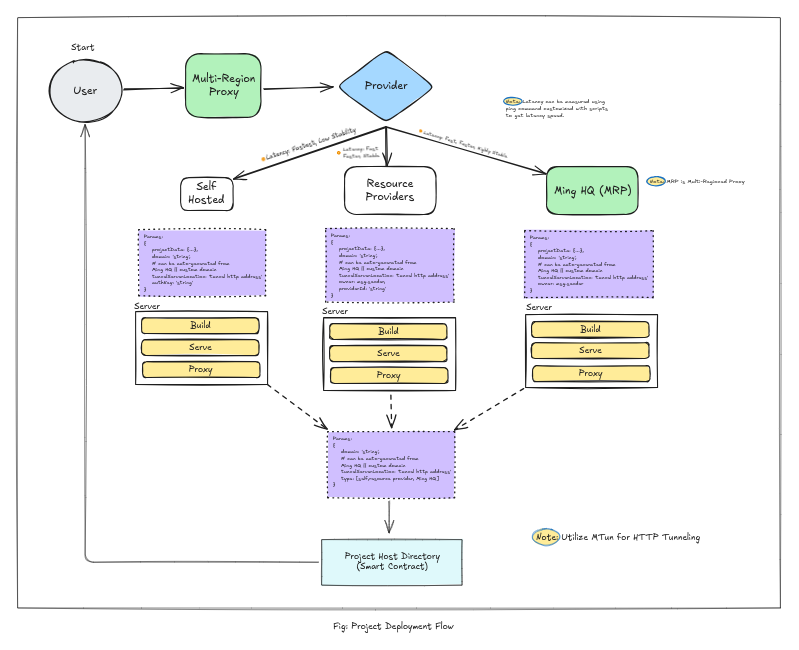 Start
User
Multi-Region
Proxy
Provider
Note: Latency can be measured using
ping command customized with scripts
to get latency speed.
Latency: Fastest, Low Stablity
Latency: Fast
Faster, Stable
Latency: Fast, Faster, Highly Stable
Self
Hosted
Resource
Providers
Ming HQ (MRP)
Note: MRP is Multi-Regioned Proxy
Params:
{
projectData: {...},
domain: 'string;
# can be auto-generated from
Ming HQ || custom domain
tunnelServerLocation: Tunnel http address/
authKey: 'string'
}
Params:
{
projectData: {...},
domain: 'string;
# can be auto-generated from
Ming HQ || custom domain
tunnelServerLocation: Tunnel http address/
owner: msg.sender,
providerId: 'string'
}
Params:
{
projectData: {...},
domain: 'string;
# can be auto-generated from
Ming HQ || custom domain
tunnelServerLocation: Tunnel http address/
owner: msg.sender
}
Server
Build
Serve
Proxy
Server
Build
Serve
Proxy
Server
Build
Serve
Proxy
Params:
{
domain: 'string;
# can be auto-generated from
Ming HQ || custom domain
tunnelServerLocation: Tunnel http address/
type: [self,resource provider, Ming HQ]
}
Note: Utilize MTun for HTTP Tunneling
Project Host Directory
(Smart Contract)
Fig: Project Deployment Flow